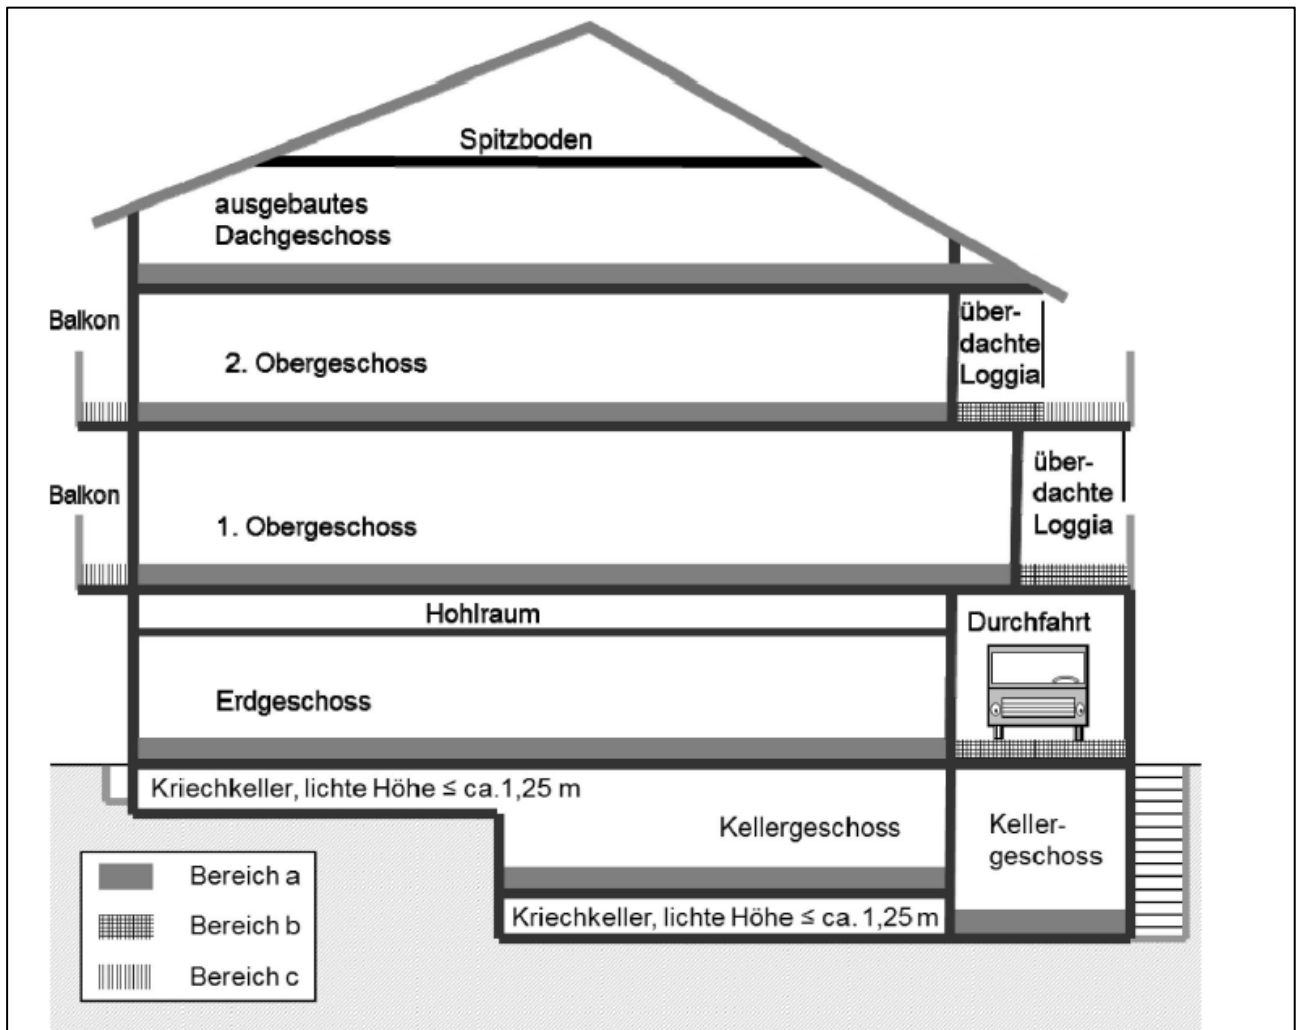 Spitzboden
ausgebautes
Dachgeschoss
Balkon
2. Obergeschoss
über-
dachte
Loggia
Balkon
1. Obergeschoss
über-
dachte
Loggia
Hohlraum
Durchfahrt
Erdgeschoss
Kriechkeller, lichte Höhe ≤ ca.1,25 m
Kellergeschoss
Keller-
geschoss
Kriechkeller, lichte Höhe ≤ ca. 1,25 m
Bereich a
Bereich b
Bereich c